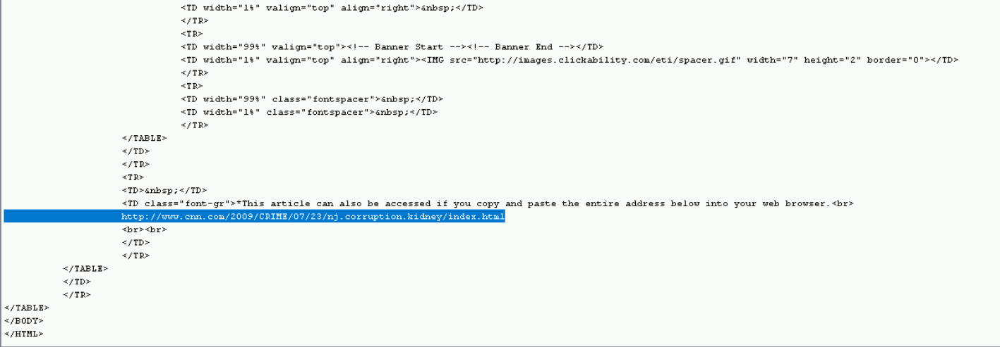 <TD width="1%" valign="top" align="right">&nbsp;</TD>
</TR>
<TR>
<TD width="99%" valign="top"><!-- Banner Start --><!-- Banner End --></TD>
<TD width="1%" valign="top" align="right"><IMG src="http://images.clickability.com/eti/spacer.gif" width="7" height="2" border="0"></TD>
</TR>
<TR>
<TD width="99%" class="fontspacer">&nbsp;</TD>
<TD width="1%" class="fontspacer">&nbsp;</TD>
</TR>
</TABLE>
</TD>
</TR>
<TR>
<TD>&nbsp;</TD>
<TD class="font-gr">*This article can also be accessed if you copy and paste the entire address below into your web browser.<br>
http://www.cnn.com/2009/CRIME/07/23/nj.corruption.kidney/index.html
<br><br>
</TD>
</TR>
</TABLE>
</TD>
</TR>
</TABLE>
</BODY>
</HTML>